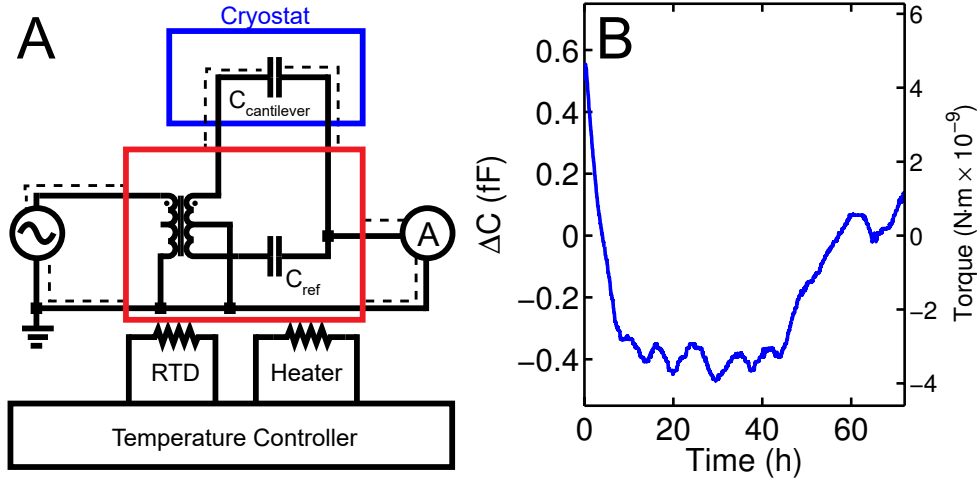 A
Cryostat
C_cantilever
A
C_ref
RTD
Heater
Temperature Controller
B
ΔC (fF)
0.6
0.4
0.2
0
−0.2
−0.4
0
20
40
60
Time (h)
6
4
2
0
−2
−4
Torque (N·m × 10⁻⁹)